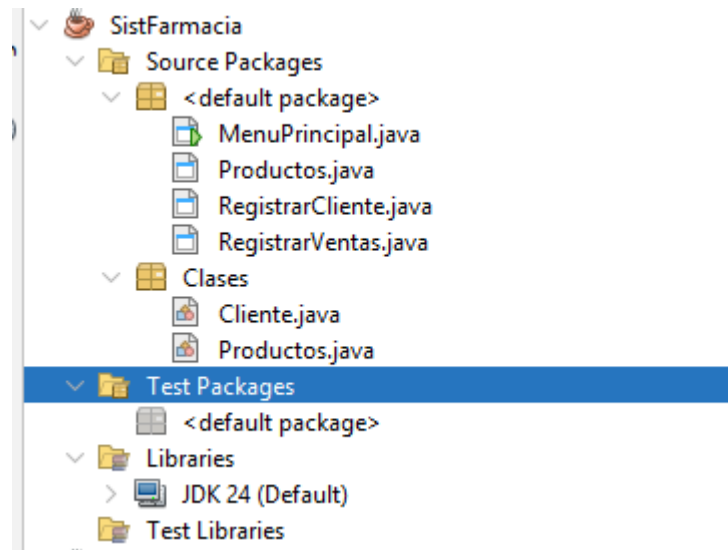 SistFarmacia
Source Packages
<default package>
MenuPrincipal.java
Productos.java
RegistrarCliente.java
RegistrarVentas.java
Clases
Cliente.java
Productos.java
Test Packages
<default package>
Libraries
JDK 24 (Default)
Test Libraries